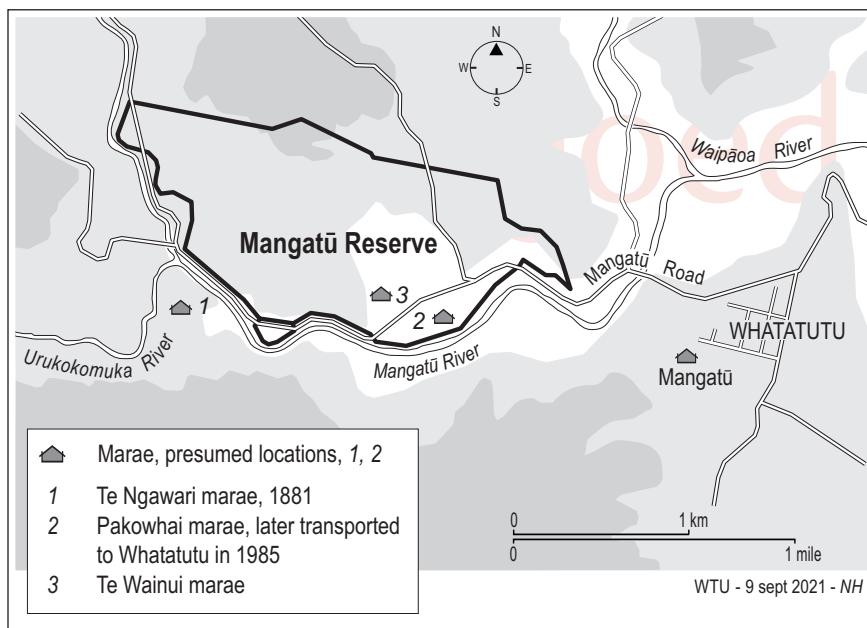 N
W E
S
oed
Waipāoa River
Mangatū Reserve
Mangatū Road
3
1
2
WHATATUTU
Urukokomuka River
Mangatū River
Mangatū
Marae, presumed locations, 1, 2
1 Te Ngawari marae, 1881
2 Pakowhai marae, later transported
to Whatatutu in 1985
3 Te Wainui marae
0 1 km
0 1 mile
WTU - 9 sept 2021 - NH